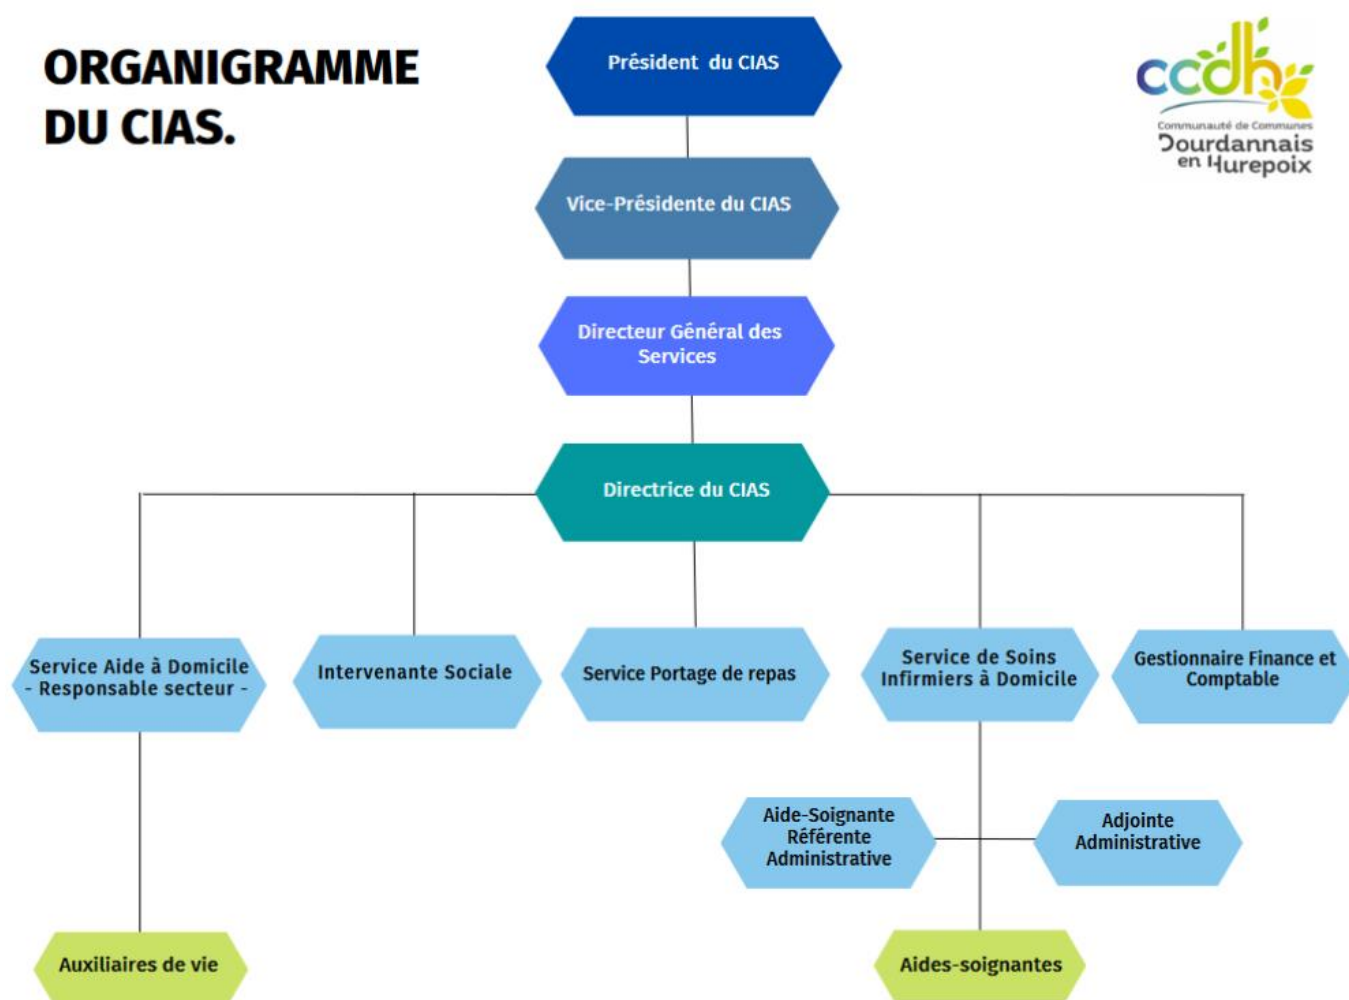 ORGANIGRAMME
DU CIAS.
Président du CIAS
ccdh
Communauté de Communes
Dourdannais
en Hurepoix
Vice-Présidente du CIAS
Directeur Général des
Services
Directrice du CIAS
Service Aide à Domicile
- Responsable secteur -
Intervenante Sociale
Service Portage de repas
Service de Soins
Infirmiers à Domicile
Gestionnaire Finance et
Comptable
Aide-Soignante
Référente
Administrative
Adjointe
Administrative
Auxiliaires de vie
Aides-soignantes